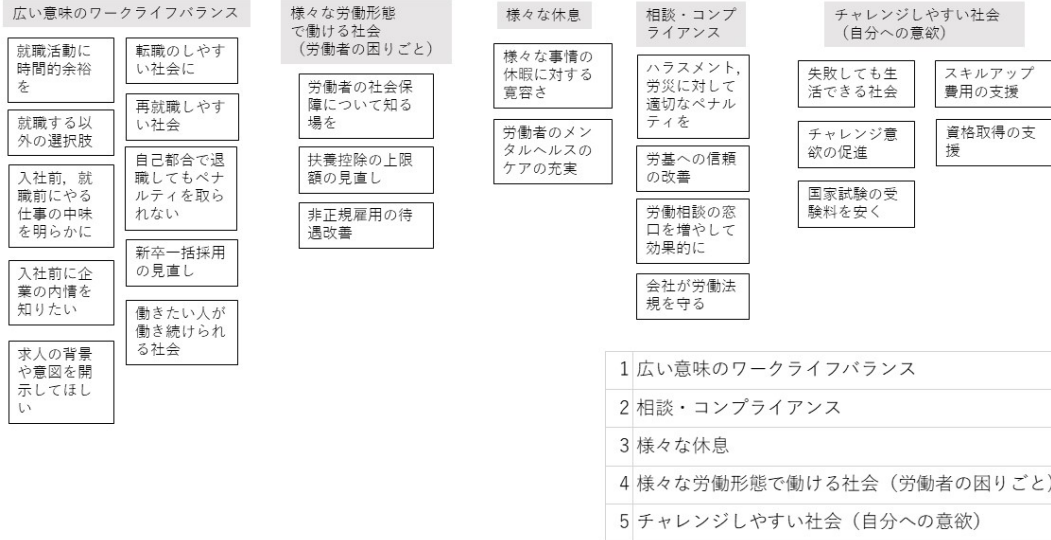 広い意味のワークライフバランス
就職活動に
時間的余裕
を
就職する以
外の選択肢
入社前，就
職前にやる
仕事の中味
を明らかに
入社前に企
業の内情を
知りたい
求人の背景
や意図を開
示してほし
い
転職のしやす
い社会に
再就職しやす
い社会
自己都合で退
職してもペナ
ルティを取ら
れない
新卒一括採用
の見直し
働きたい人が
働き続けられ
る社会
様々な労働形態
で働ける社会
（労働者の困りごと）
労働者の社会保
障について知る
場を
扶養控除の上限
額の見直し
非正規雇用の待
遇改善
様々な休息
様々な事情の
休暇に対する
寛容さ
労働者のメン
タルヘルスの
ケアの充実
相談・コンプ
ライアンス
ハラスメント，
労災に対して
適切なペナル
ティを
労基への信頼
の改善
労働相談の窓
口を増やして
効果的に
会社が労働法
規を守る
チャレンジしやすい社会
（自分への意欲）
失敗しても生
活できる社会
チャレンジ意
欲の促進
国家試験の受
験料を安く
スキルアップ
費用の支援
資格取得の支
援
1 広い意味のワークライフバランス
2 相談・コンプライアンス
3 様々な休息
4 様々な労働形態で働ける社会（労働者の困りごと）
5 チャレンジしやすい社会（自分への意欲）